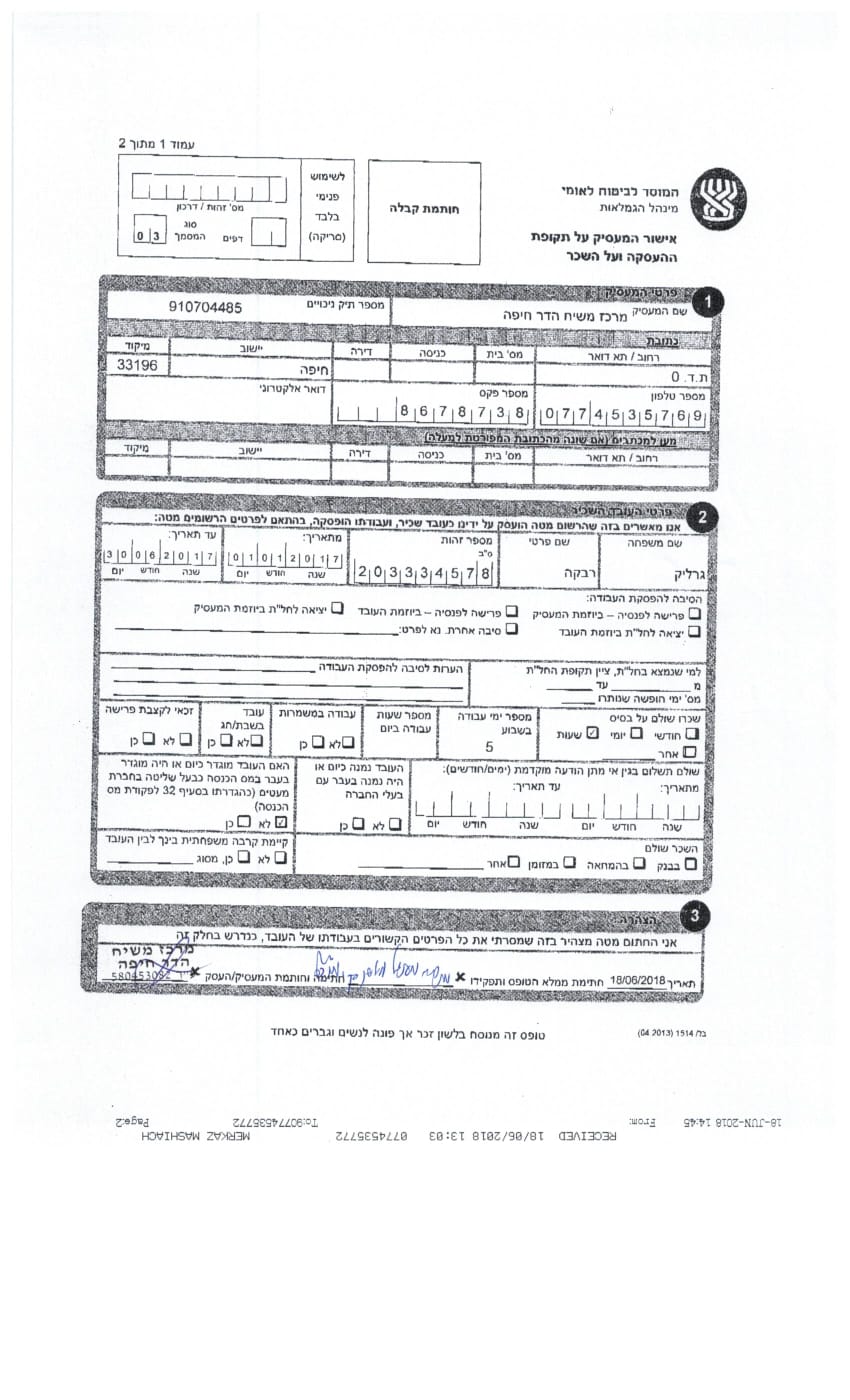 עמוד 1 מתוך 2
המוסד לביטוח לאומי
מינהל הגמלאות
אישור המעסיק על תקופת
ההעסקה ועל השכר
חותמת קבלה
לשימוש
פנימי
בלבד
(סריקה)
מס' זהות / דרכון
דפים
סוג
המסמך
0 3
1
פרטי המעסיק
שם המעסיק מרכז משיח הדר חיפה
מספר תיק ניכויים 910704485
כתובת
רחוב / תא דואר מס' בית כניסה דירה יישוב מיקוד
ת.ד. 0 חיפה 33196
מספר טלפון מספר פקס דואר אלקטרוני
0774535769 8678738
מען למכתבים (אם שונה מהכתובת המפורטת למעלה)
רחוב / תא דואר מס' בית כניסה דירה יישוב מיקוד
2
פרטי העובד השכיר
אנו מאשרים בזה שהרשום מטה הועסק על ידינו כעובד שכיר, ועבודתו הופסקה, בהתאם לפרטים הרשומים מטה:
שם משפחה שם פרטי מספר זהות מתאריך: עד תאריך:
ס"ב
גרליק רבקה 203334578 01012017 30062017
שנה חודש יום שנה חודש יום
הסיבה להפסקת העבודה:
פרישה לפנסיה – ביוזמת המעסיק פרישה לפנסיה – ביוזמת העובד יציאה לחל"ת ביוזמת המעסיק
יציאה לחל"ת ביוזמת העובד סיבה אחרת. נא לפרט:
למי שנמצא בחל"ת, ציין תקופת החל"ת הערות לסיבה להפסקת העבודה
מ עד
מס' ימי חופשה שנותרו
שכרו שולם על בסיס מספר ימי עבודה מספר שעות עבודה במשמרות עובד זכאי לקצבת פרישה
חודשי יומי שעות בשבוע עבודה ביום בשבת/חג
אחר 5 לא כן לא כן לא כן
שולם תשלום בגין אי מתן הודעה מוקדמת (ימים/חודשים):
מתאריך: עד תאריך:
שנה חודש יום שנה חודש יום
העובד נמנה כיום או
היה נמנה בעבר עם
בעלי החברה
לא כן
האם העובד מוגדר כיום או היה מוגדר
בעבר במס הכנסה כבעל שליטה בחברת
מעטים (כהגדרתו בסעיף 32 לפקודת מס
הכנסה)
לא כן
השכר שולם
בבנק בהמחאה במזומן אחר
קיימת קרבה משפחתית בינך לבין העובד
לא כן, מסוג
3
הצהרה
אני החתום מטה מצהיר בזה שמסרתי את כל הפרטים הקשורים בעבודתו של העובד, כנדרש בחלק זה
מרכז משיח
הדר חיפה
תאריך 18/06/2018 חתימת ממלא הטופס ותפקידו חתימה וחותמת המעסיק/העסק
טופס זה מנוסח בלשון זכר אך פונה לנשים וגברים כאחד
בל/ 1514 (04 2013)
18-JUN-2018 14:45 From: To:90774535772 Page:2
RECEIVED 18/06/2018 13:03 0774535772 MERKAZ MASHIACH